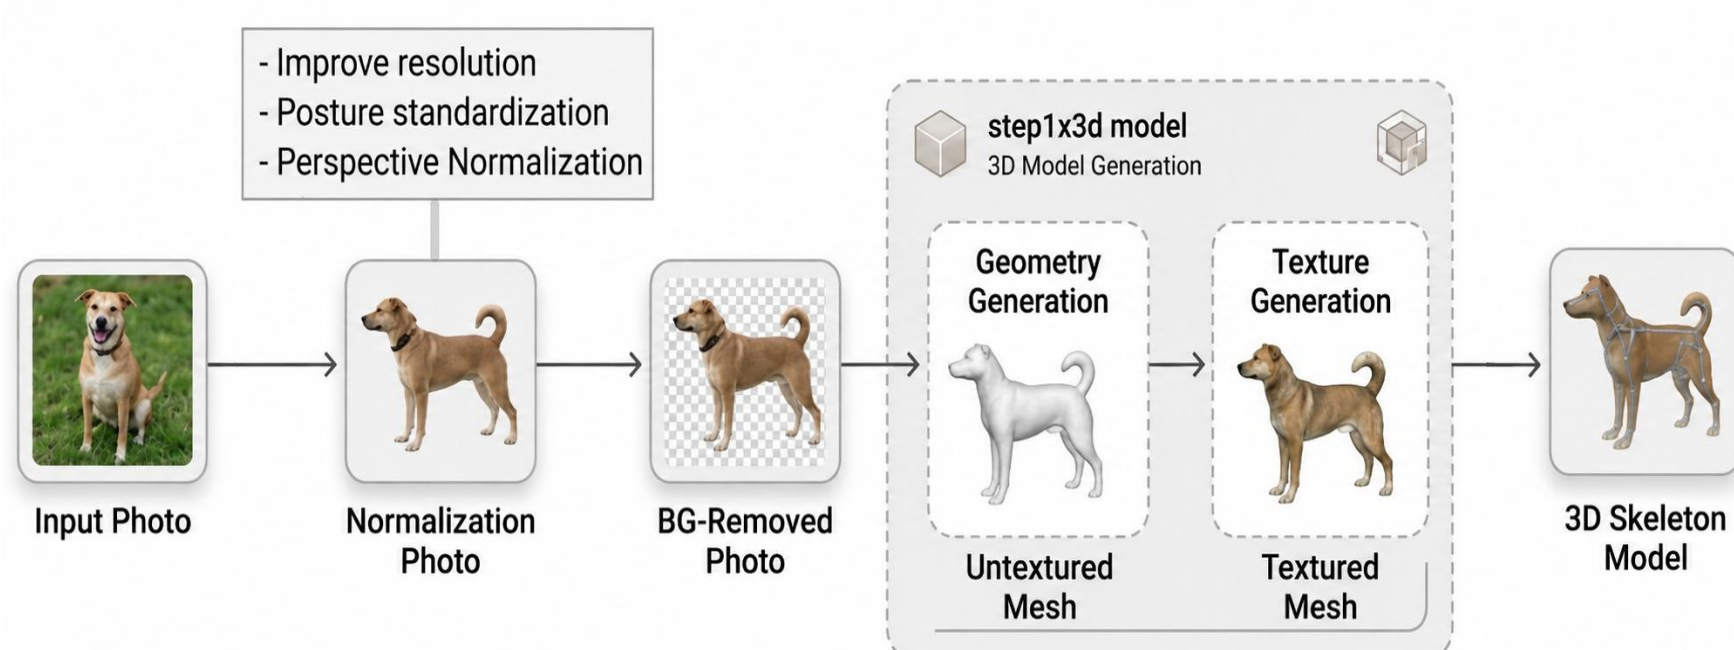 - Improve resolution
- Posture standardization
- Perspective Normalization
step1x3d model
3D Model Generation
Geometry
Generation
Texture
Generation
Input Photo
Normalization
Photo
BG-Removed
Photo
Untextured
Mesh
Textured
Mesh
3D Skeleton
Model